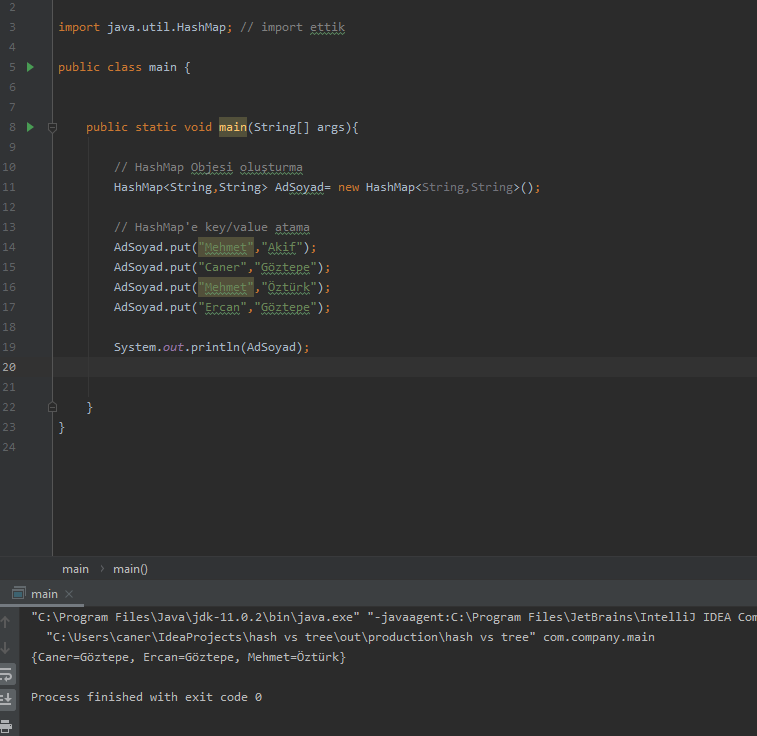 2
3 import java.util.HashMap; // import ettik
4
5 public class main {
6
7
8 public static void main(String[] args){
9
10 // HashMap Objesi oluşturma
11 HashMap<String,String> AdSoyad= new HashMap<String,String>();
12
13 // HashMap'e key/value atama
14 AdSoyad.put("Mehmet","Akif");
15 AdSoyad.put("Caner","Göztepe");
16 AdSoyad.put("Mehmet","Öztürk");
17 AdSoyad.put("Ercan","Göztepe");
18
19 System.out.println(AdSoyad);
20
21
22 }
23 }
24
main > main()
main ×
"C:\Program Files\Java\jdk-11.0.2\bin\java.exe" "-javaagent:C:\Program Files\JetBrains\IntelliJ IDEA Com
"C:\Users\caner\IdeaProjects\hash vs tree\out\production\hash vs tree" com.company.main
{Caner=Göztepe, Ercan=Göztepe, Mehmet=Öztürk}
Process finished with exit code 0